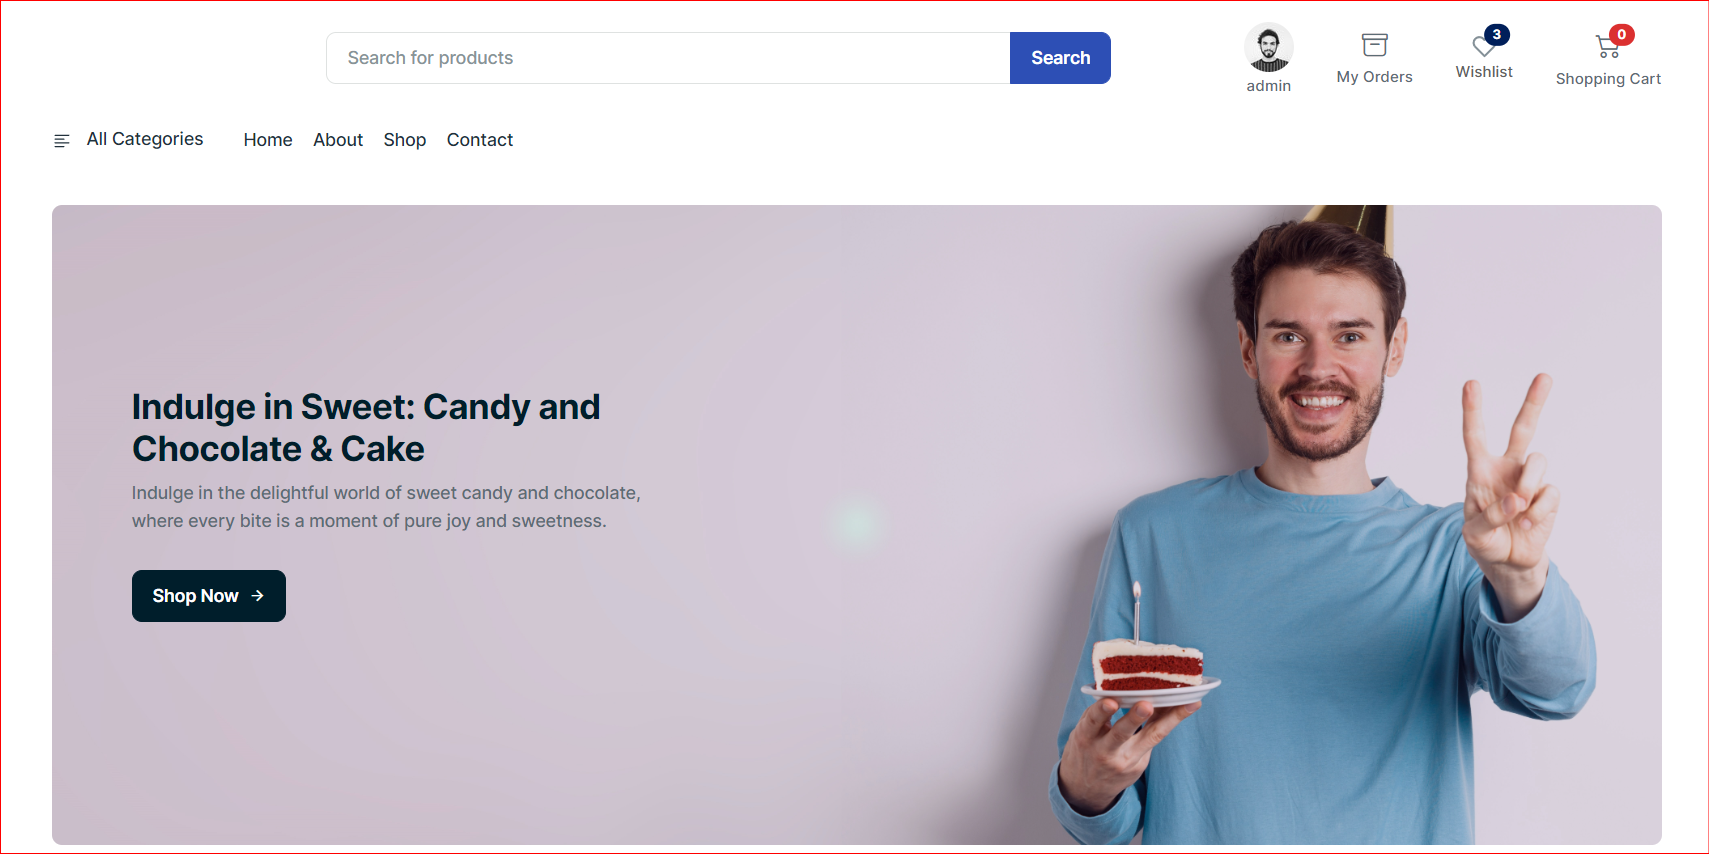 Search for products
Search
admin
My Orders
3
Wishlist
0
Shopping Cart
All Categories
Home
About
Shop
Contact
Indulge in Sweet: Candy and
Chocolate & Cake
Indulge in the delightful world of sweet candy and chocolate,
where every bite is a moment of pure joy and sweetness.
Shop Now